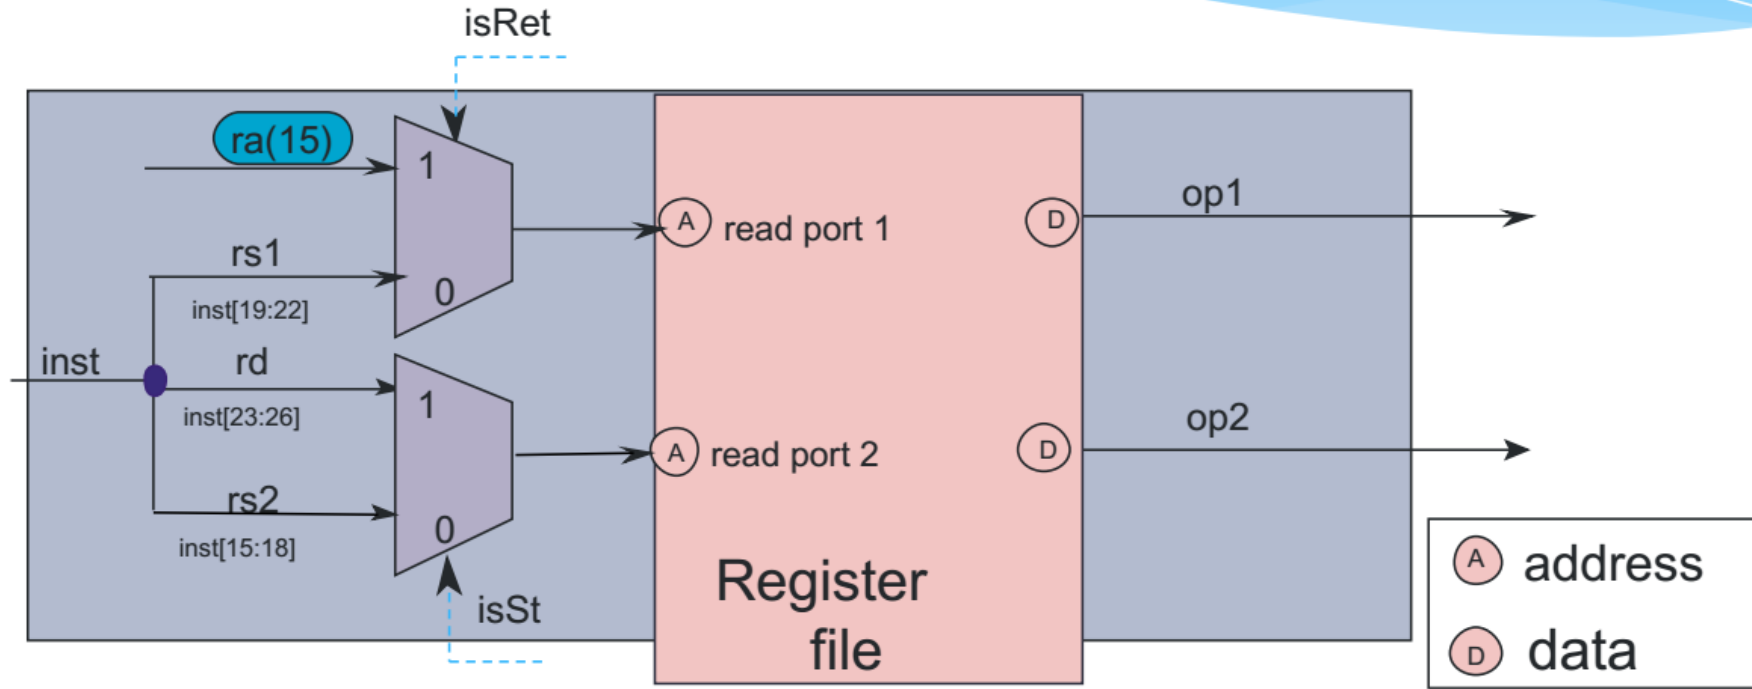 isRet
ra(15)
1
rs1
0
inst[19:22]
inst
rd
1
inst[23:26]
rs2
0
inst[15:18]
isSt
A
read port 1
D
op1
A
read port 2
D
op2
Register
file
A address
D data